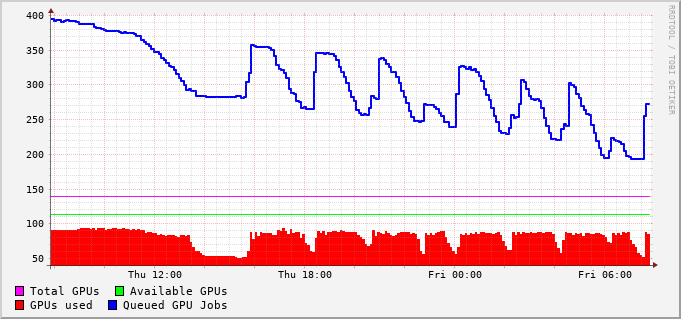 400
350
300
250
200
150
100
50
Thu 12:00 Thu 18:00 Fri 00:00 Fri 06:00
Total GPUs Available GPUs
GPUs used Queued GPU Jobs
RRDTOOL / TOBI OETIKER